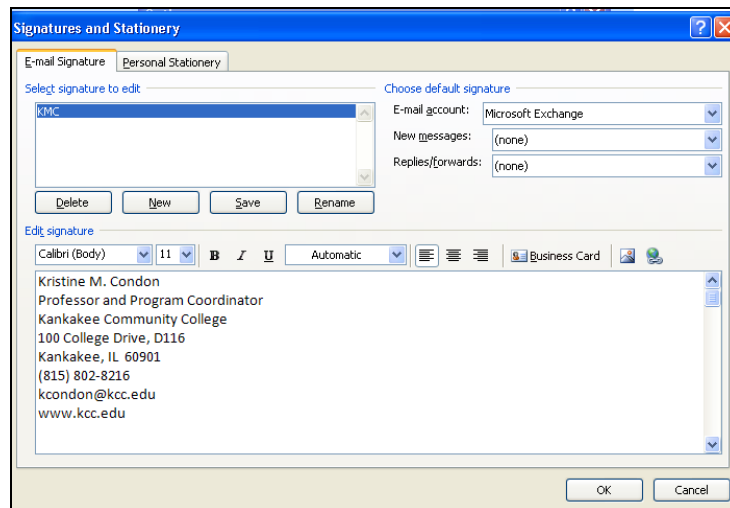 Signatures and Stationery
E-mail Signature Personal Stationery
Select signature to edit Choose default signature
KMC
E-mail account: Microsoft Exchange
New messages: (none)
Replies/forwards: (none)
Delete New Save Rename
Edit signature
Calibri (Body) 11 B I U Automatic Business Card
Kristine M. Condon
Professor and Program Coordinator
Kankakee Community College
100 College Drive, D116
Kankakee, IL 60901
(815) 802-8216
kcondon@kcc.edu
www.kcc.edu
OK Cancel